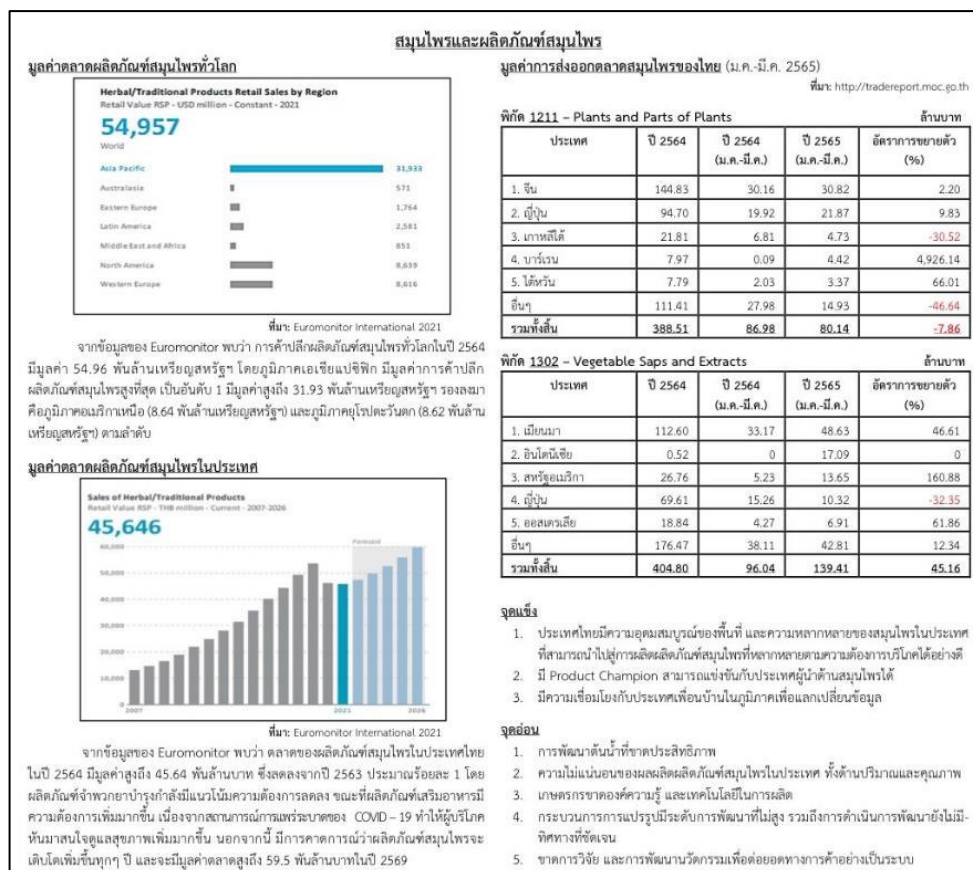 สมุนไพรและผลิตภัณฑ์สมุนไพร
มูลค่าตลาดผลิตภัณฑ์สมุนไพรทั่วโลก
Herbal/Traditional Products Retail Sales by Region
Retail Value RSP - USD million - Constant - 2021
54,957
World
Asia Pacific 31,933
Australasia 571
Eastern Europe 1,764
Latin America 2,581
Middle East and Africa 851
North America 8,639
Western Europe 8,616
ที่มา: Euromonitor International 2021
จากข้อมูลของ Euromonitor พบว่า การค้าปลีกผลิตภัณฑ์สมุนไพรทั่วโลกในปี 2564
มีมูลค่า 54.96 พันล้านเหรียญสหรัฐฯ โดยภูมิภาคเอเชียแปซิฟิก มีมูลค่าการค้าปลีก
ผลิตภัณฑ์สมุนไพรสูงที่สุด เป็นอันดับ 1 มีมูลค่าสูงถึง 31.93 พันล้านเหรียญสหรัฐฯ รองลงมา
คือภูมิภาคอเมริกาเหนือ (8.64 พันล้านเหรียญสหรัฐฯ) และภูมิภาคยุโรปตะวันตก (8.62 พันล้าน
เหรียญสหรัฐฯ) ตามลำดับ
มูลค่าตลาดผลิตภัณฑ์สมุนไพรในประเทศ
Sales of Herbal/Traditional Products
Retail Value RSP - THB million - Current - 2007-2026
45,646
Forecast
60,000
50,000
40,000
30,000
20,000
10,000
0
2007 2021 2026
ที่มา: Euromonitor International 2021
จากข้อมูลของ Euromonitor พบว่า ตลาดของผลิตภัณฑ์สมุนไพรในประเทศไทย
ในปี 2564 มีมูลค่าสูงถึง 45.64 พันล้านบาท ซึ่งลดลงจากปี 2563 ประมาณร้อยละ 1 โดย
ผลิตภัณฑ์จำพวกยาบำรุงกำลังมีแนวโน้มความต้องการลดลง ขณะที่ผลิตภัณฑ์เสริมอาหารมี
ความต้องการเพิ่มมากขึ้น เนื่องจากสถานการณ์การแพร่ระบาดของ COVID – 19 ทำให้ผู้บริโภค
หันมาสนใจดูแลสุขภาพเพิ่มมากขึ้น นอกจากนี้ มีการคาดการณ์ว่าผลิตภัณฑ์สมุนไพรจะ
เติบโตเพิ่มขึ้นทุกๆ ปี และจะมีมูลค่าตลาดสูงถึง 59.5 พันล้านบาทในปี 2569
มูลค่าการส่งออกตลาดสมุนไพรของไทย (ม.ค.-มี.ค. 2565)
ที่มา: http://tradereport.moc.go.th
พิกัด 1211 – Plants and Parts of Plants ล้านบาท
ประเทศ ปี 2564 ปี 2564 ปี 2565 อัตราการขยายตัว
(ม.ค.-มี.ค.) (ม.ค.-มี.ค.) (%)
1. จีน 144.83 30.16 30.82 2.20
2. ญี่ปุ่น 94.70 19.92 21.87 9.83
3. เกาหลีใต้ 21.81 6.81 4.73 -30.52
4. บาร์เรน 7.97 0.09 4.42 4,926.14
5. ไต้หวัน 7.79 2.03 3.37 66.01
อื่นๆ 111.41 27.98 14.93 -46.64
รวมทั้งสิ้น 388.51 86.98 80.14 -7.86
พิกัด 1302 – Vegetable Saps and Extracts ล้านบาท
ประเทศ ปี 2564 ปี 2564 ปี 2565 อัตราการขยายตัว
(ม.ค.-มี.ค.) (ม.ค.-มี.ค.) (%)
1. เมียนมา 112.60 33.17 48.63 46.61
2. อินโดนีเซีย 0.52 0 17.09 0
3. สหรัฐอเมริกา 26.76 5.23 13.65 160.88
4. ญี่ปุ่น 69.61 15.26 10.32 -32.35
5. ออสเตรเลีย 18.84 4.27 6.91 61.86
อื่นๆ 176.47 38.11 42.81 12.34
รวมทั้งสิ้น 404.80 96.04 139.41 45.16
จุดแข็ง
1. ประเทศไทยมีความอุดมสมบูรณ์ของพื้นที่ และความหลากหลายของสมุนไพรในประเทศ
ที่สามารถนำไปสู่การผลิตผลิตภัณฑ์สมุนไพรที่หลากหลายตามความต้องการบริโภคได้อย่างดี
2. มี Product Champion สามารถแข่งขันกับประเทศผู้นำด้านสมุนไพรได้
3. มีความเชื่อมโยงกับประเทศเพื่อนบ้านในภูมิภาคเพื่อแลกเปลี่ยนข้อมูล
จุดอ่อน
1. การพัฒนาต้นน้ำที่ขาดประสิทธิภาพ
2. ความไม่แน่นอนของผลผลิตผลิตภัณฑ์สมุนไพรในประเทศ ทั้งด้านปริมาณและคุณภาพ
3. เกษตรกรขาดองค์ความรู้ และเทคโนโลยีในการผลิต
4. กระบวนการการแปรรูปมีระดับการพัฒนาที่ไม่สูง รวมถึงการดำเนินการพัฒนายังไม่มี-
ทิศทางที่ชัดเจน
5. ขาดการวิจัย และการพัฒนานวัตกรรมเพื่อต่อยอดทางการค้าอย่างเป็นระบบ